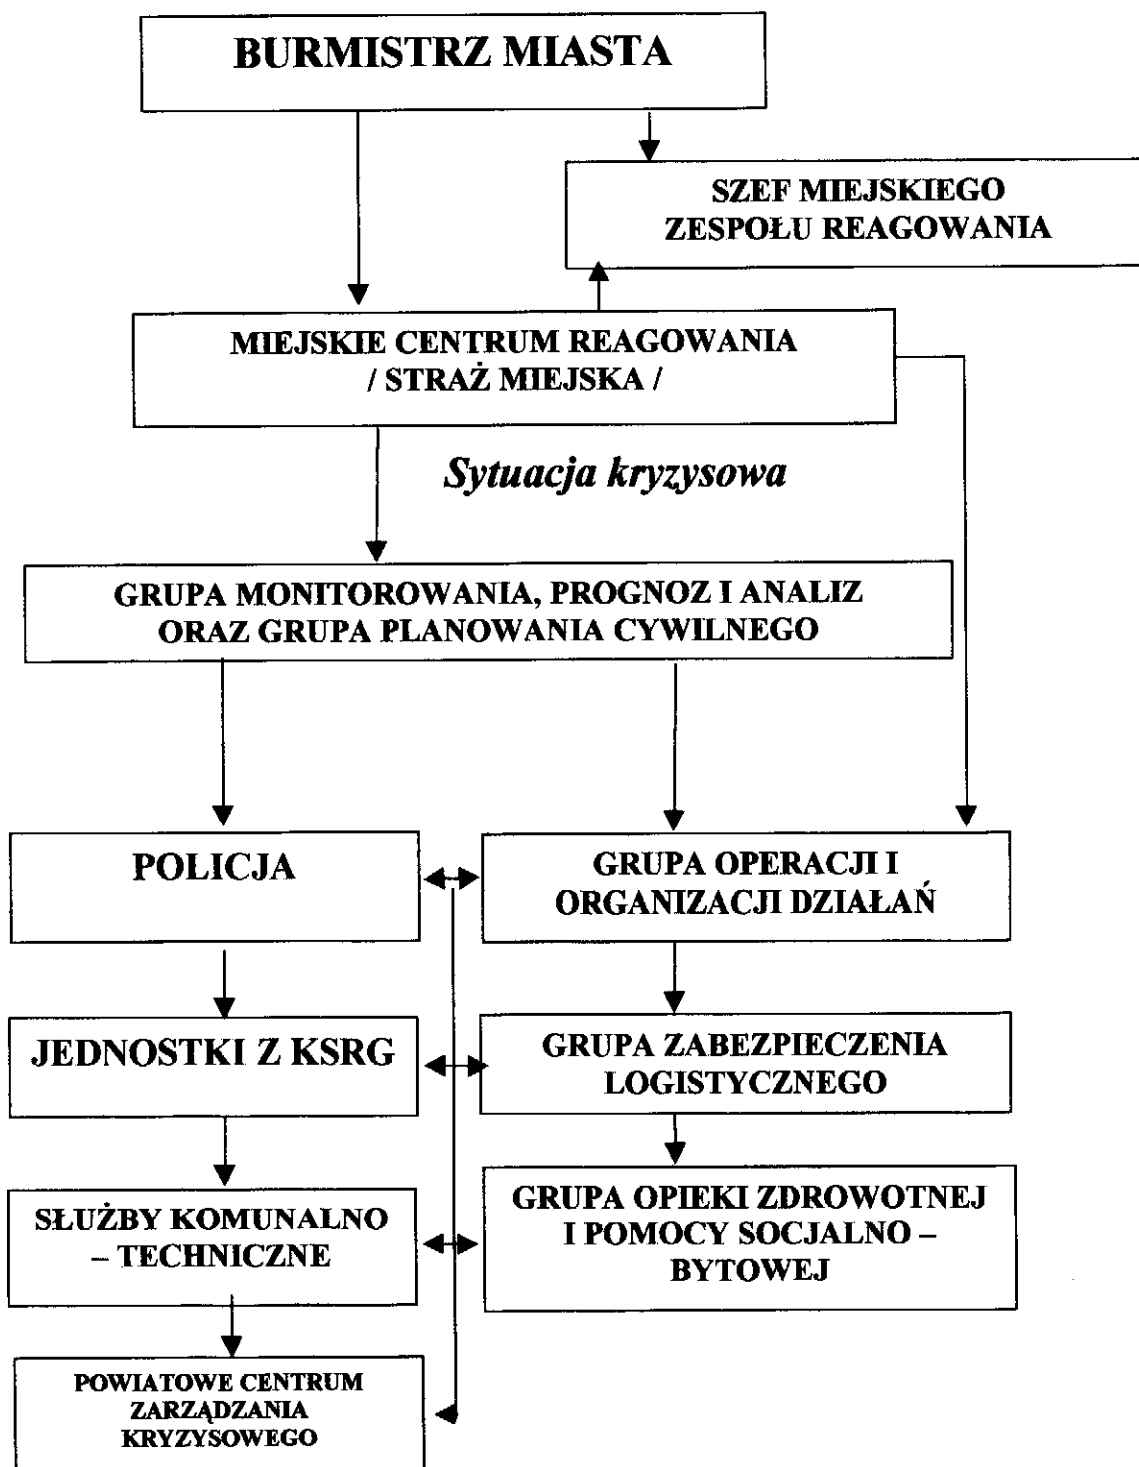 BURMISTRZ MIASTA
SZEF MIEJSKIEGO
ZESPOŁU REAGOWANIA
MIEJSKIE CENTRUM REAGOWANIA
/ STRAŻ MIEJSKA /
Sytuacja kryzysowa
GRUPA MONITOROWANIA, PROGNOZ I ANALIZ
ORAZ GRUPA PLANOWANIA CYWILNEGO
POLICJA
GRUPA OPERACJI I
ORGANIZACJI DZIAŁAŃ
JEDNOSTKI Z KSRG
GRUPA ZABEZPIECZENIA
LOGISTYCZNEGO
SŁUŻBY KOMUNALNO
– TECHNICZNE
GRUPA OPIEKI ZDROWOTNEJ
I POMOCY SOCJALNO –
BYTOWEJ
POWIATOWE CENTRUM
ZARZĄDZANIA
KRYZYSOWEGO